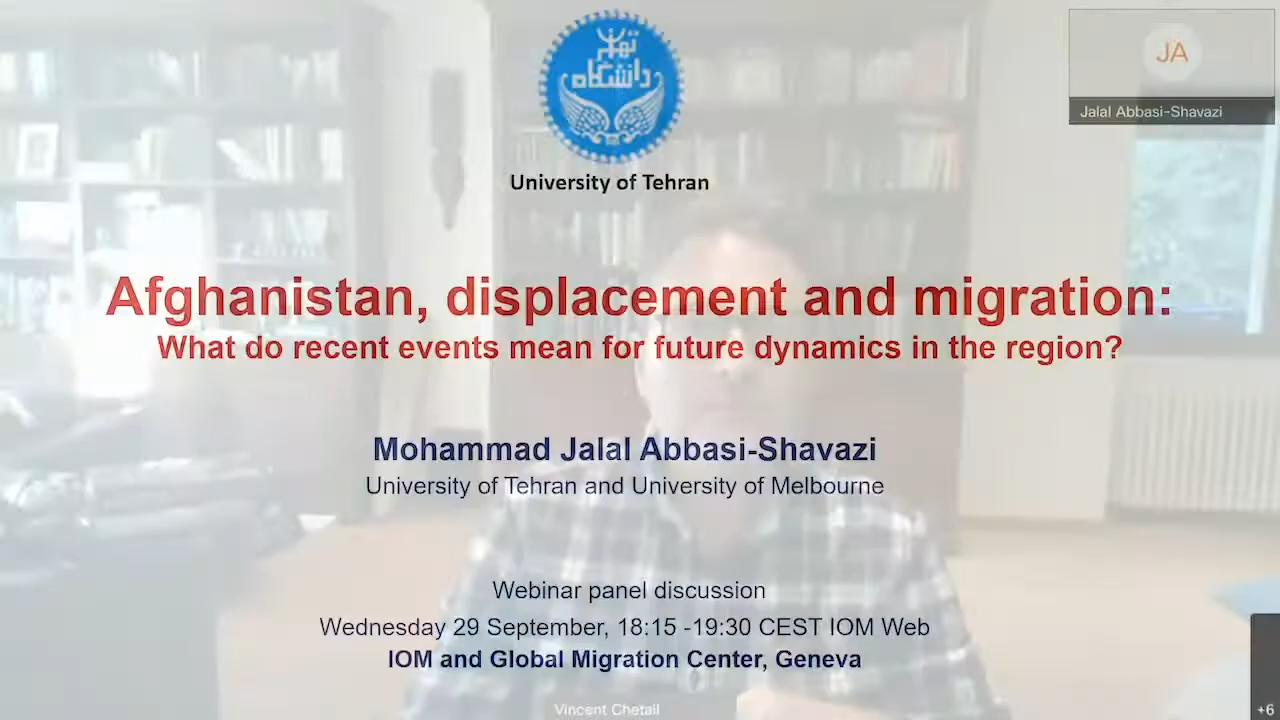 تهران
دانشگاه
JA
Jalal Abbasi-Shavazi
University of Tehran
Afghanistan, displacement and migration:
What do recent events mean for future dynamics in the region?
Mohammad Jalal Abbasi-Shavazi
University of Tehran and University of Melbourne
Webinar panel discussion
Wednesday 29 September, 18:15 -19:30 CEST IOM Web
IOM and Global Migration Center, Geneva
Vincent Chetail
+6